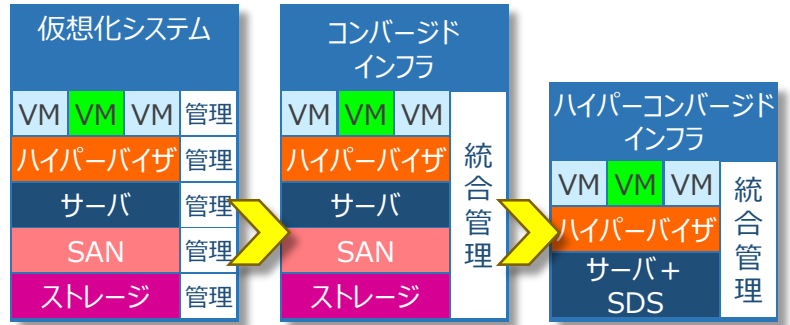 仮想化システム
VM VM VM 管理
ハイパーバイザ 管理
サーバ 管理
SAN 管理
ストレージ 管理
コンバージド
インフラ
VM VM VM
ハイパーバイザ
サーバ
SAN
ストレージ
統合管理
ハイパーコンバージド
インフラ
VM VM VM
ハイパーバイザ
サーバ+
SDS
統合管理